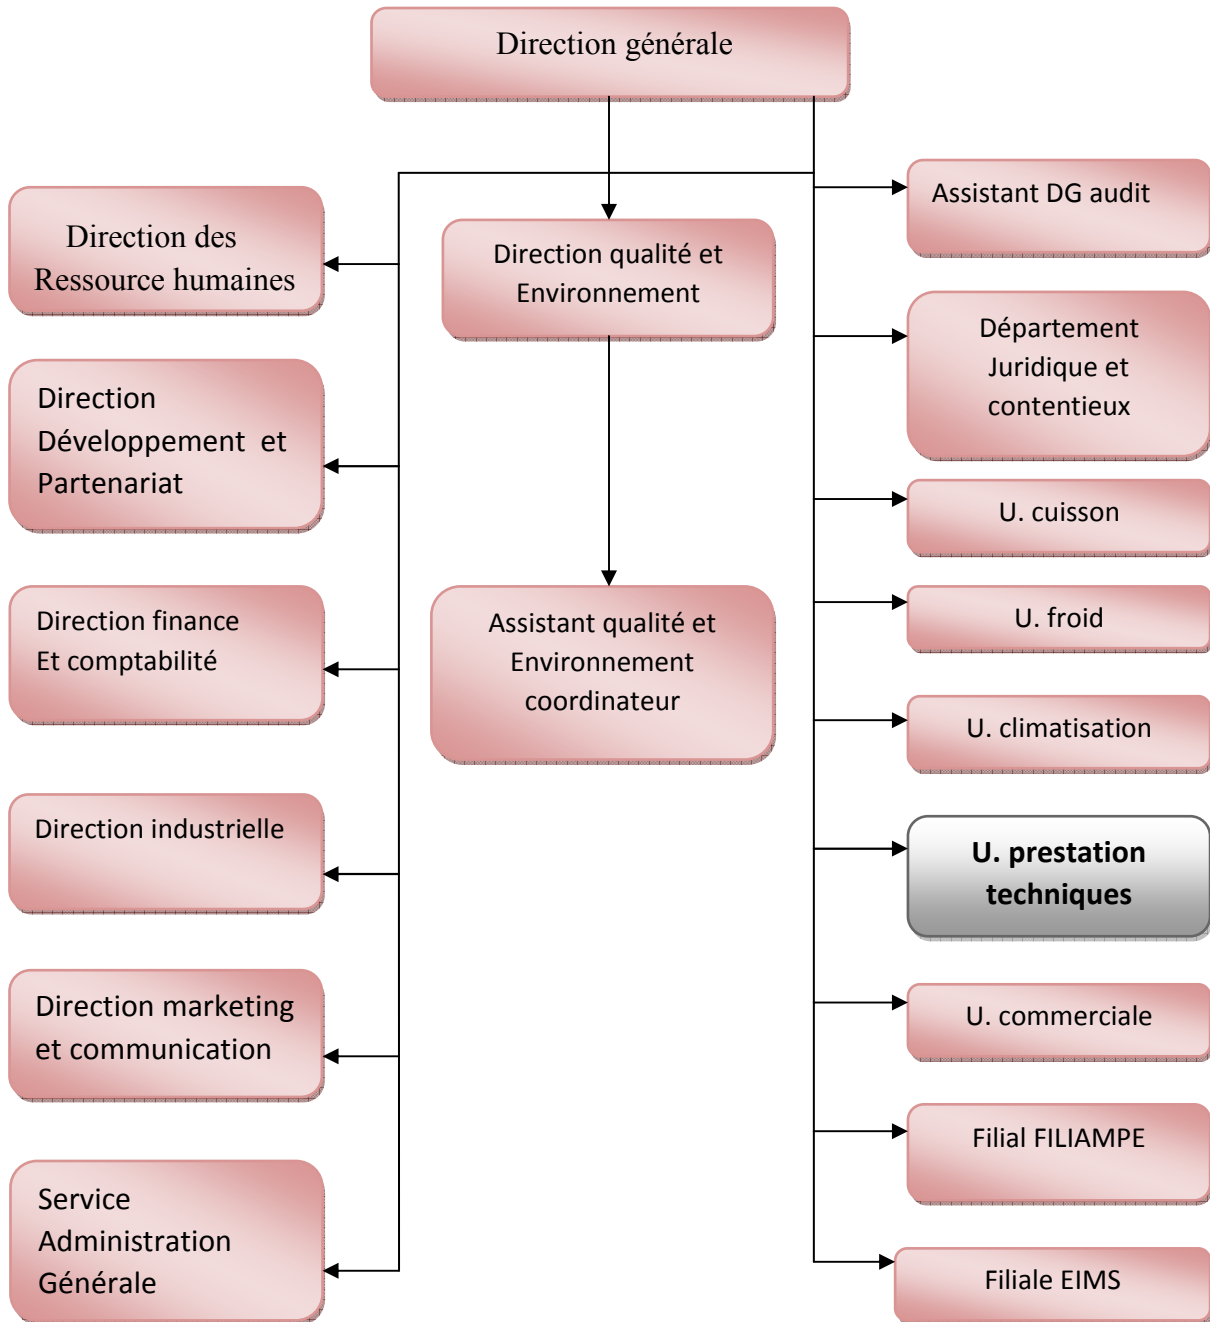 Direction générale
Direction des
Ressource humaines
Direction
Développement et
Partenariat
Direction finance
Et comptabilité
Direction industrielle
Direction marketing
et communication
Service
Administration
Générale
Direction qualité et
Environnement
Assistant qualité et
Environnement
coordinateur
Assistant DG audit
Département
Juridique et
contentieux
U. cuisson
U. froid
U. climatisation
U. prestation
techniques
U. commerciale
Filial FILIAMPE
Filiale EIMS